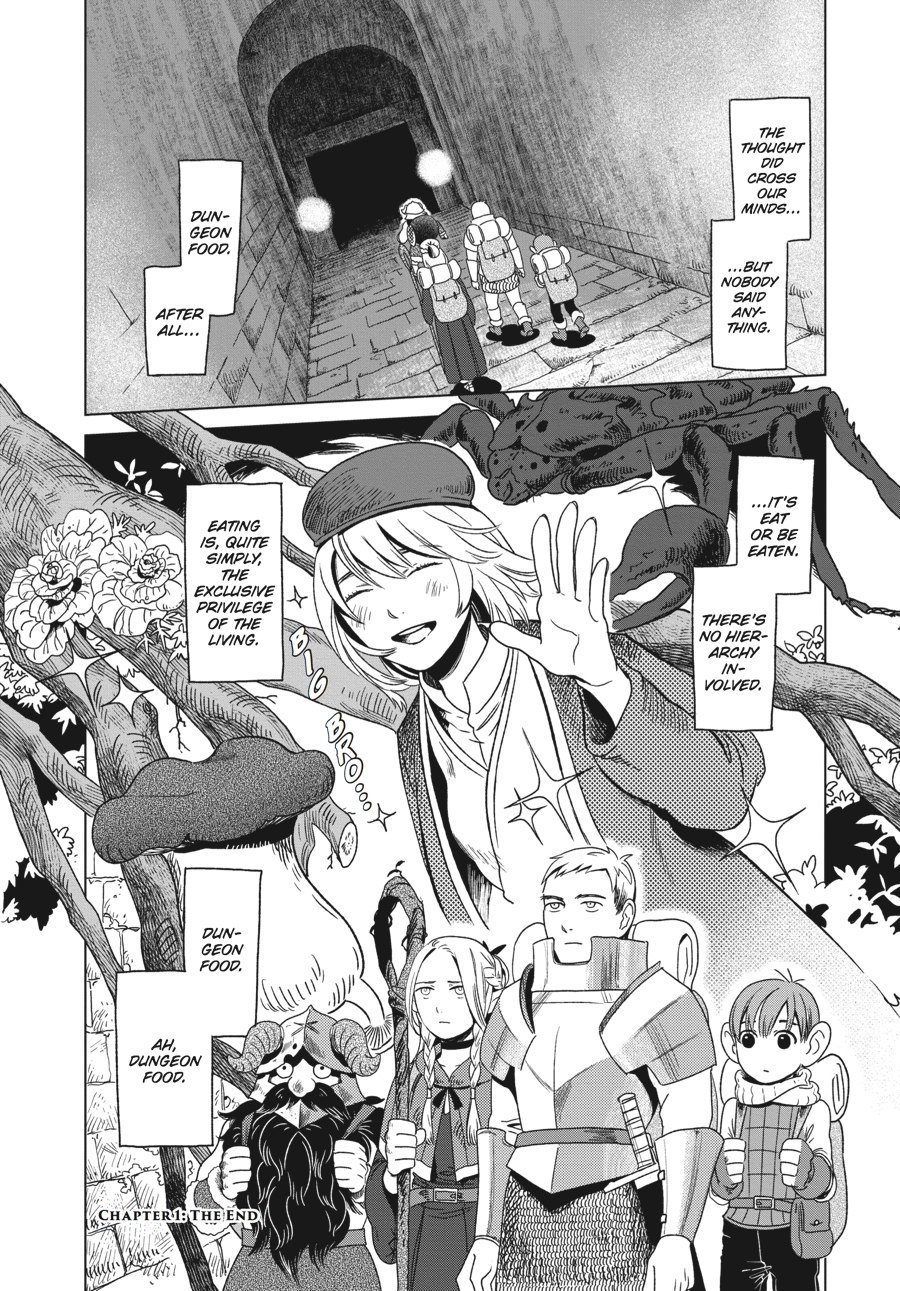 THE
THOUGHT
DID
CROSS
OUR
MINDS...
...BUT
NOBODY
SAID
ANY-
THING.
DUN-
GEON
FOOD.
AFTER
ALL...
...IT'S
EAT
OR BE
EATEN.
THERE'S
NO HIER-
ARCHY
IN-
VOLVED.
EATING
IS, QUITE
SIMPLY,
THE
EXCLUSIVE
PRIVILEGE
OF THE
LIVING.
BIG
BRO...
DUN-
GEON
FOOD.
AH,
DUNGEON
FOOD.
CHAPTER 1: THE END